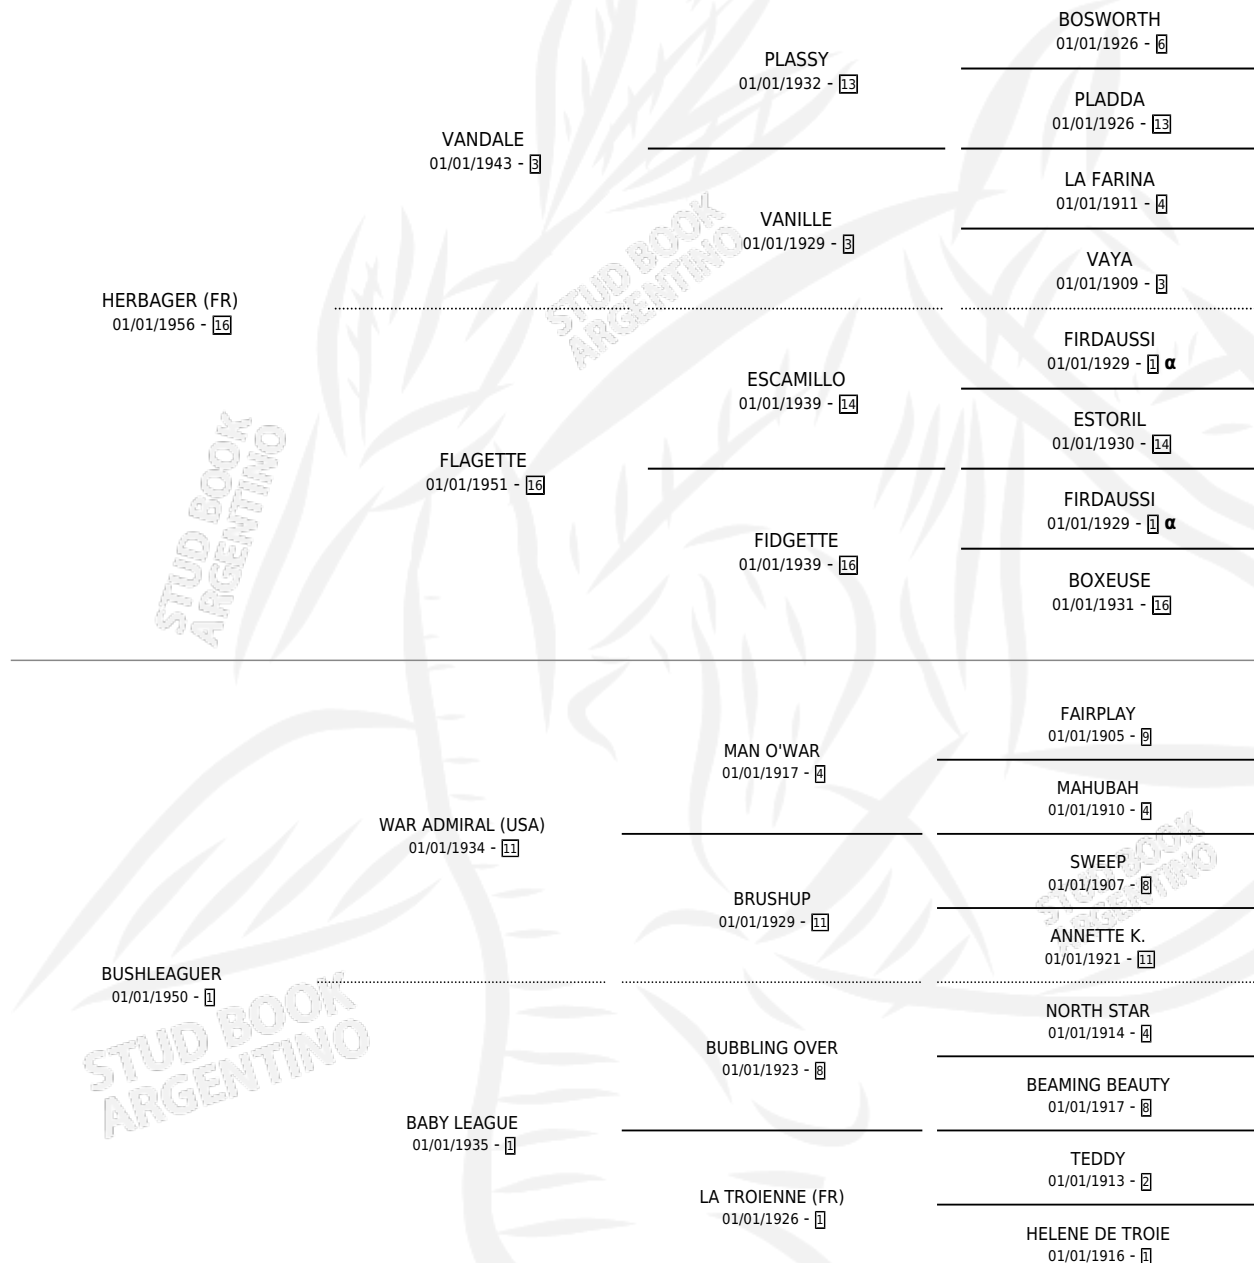 BOSWORTH
01/01/1926 - 6
PLASSY
01/01/1932 - 13
PLADDA
01/01/1926 - 13
VANDALE
01/01/1943 - 3
LA FARINA
01/01/1911 - 4
VANILLE
01/01/1929 - 3
VAYA
01/01/1909 - 3
STUD BOOK
ARGENTINO
HERBAGER (FR)
01/01/1956 - 16
FIRDAUSSI
01/01/1929 - 1 α
ESCAMILLO
01/01/1939 - 14
ESTORIL
01/01/1930 - 14
FLAGETTE
01/01/1951 - 16
FIRDAUSSI
01/01/1929 - 1 α
FIDGETTE
01/01/1939 - 16
BOXEUSE
01/01/1931 - 16
STUD BOOK
ARGENTINO
FAIRPLAY
01/01/1905 - 9
MAN O'WAR
01/01/1917 - 4
MAHUBAH
01/01/1910 - 4
WAR ADMIRAL (USA)
01/01/1934 - 11
SWEEP
01/01/1907 - 8
BRUSHUP
01/01/1929 - 11
ANNETTE K.
01/01/1921 - 11
STUD BOOK
ARGENTINO
BUSHLEAGUER
01/01/1950 - 1
NORTH STAR
01/01/1914 - 4
BUBBLING OVER
01/01/1923 - 8
BEAMING BEAUTY
01/01/1917 - 8
STUD BOOK
ARGENTINO
BABY LEAGUE
01/01/1935 - 1
TEDDY
01/01/1913 - 2
LA TROIENNE (FR)
01/01/1926 - 1
HELENE DE TROIE
01/01/1916 - 1